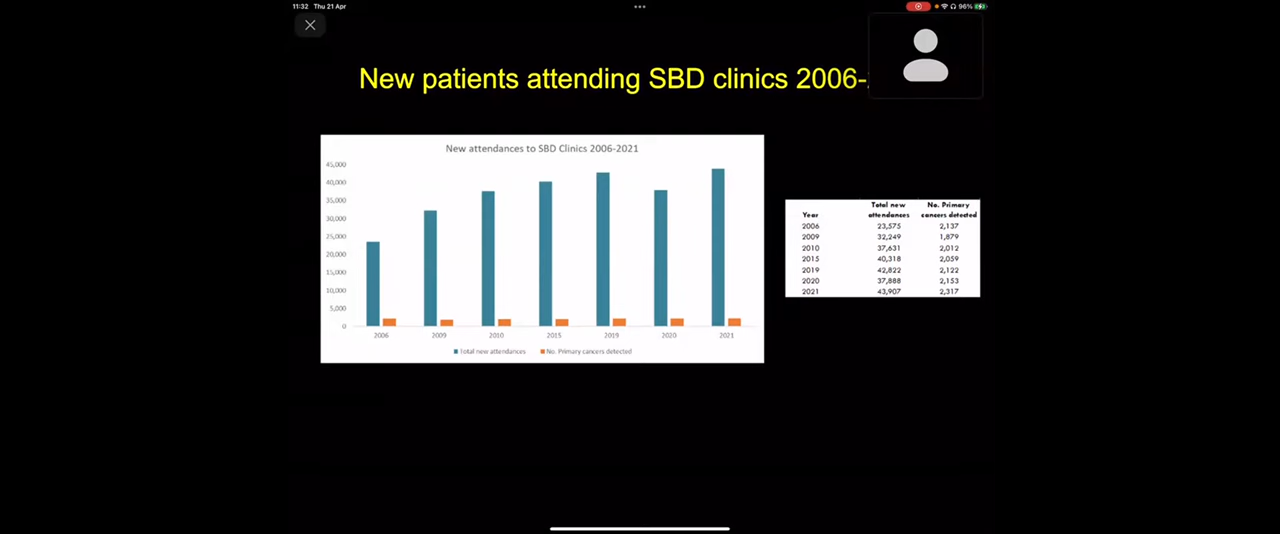 11:32 Thu 21 Apr
96%
New patients attending SBD clinics 2006-
New attendances to SBD Clinics 2006-2021
45,000
40,000
35,000
30,000
25,000
20,000
15,000
10,000
5,000
0
2006 2009 2010 2015 2019 2020 2021
Total new attendances No. Primary cancers detected
Total new No. Primary
Year attendances cancers detected
2006 23,575 2,137
2009 32,249 1,879
2010 37,631 2,012
2015 40,318 2,059
2019 42,822 2,122
2020 37,888 2,153
2021 43,907 2,317